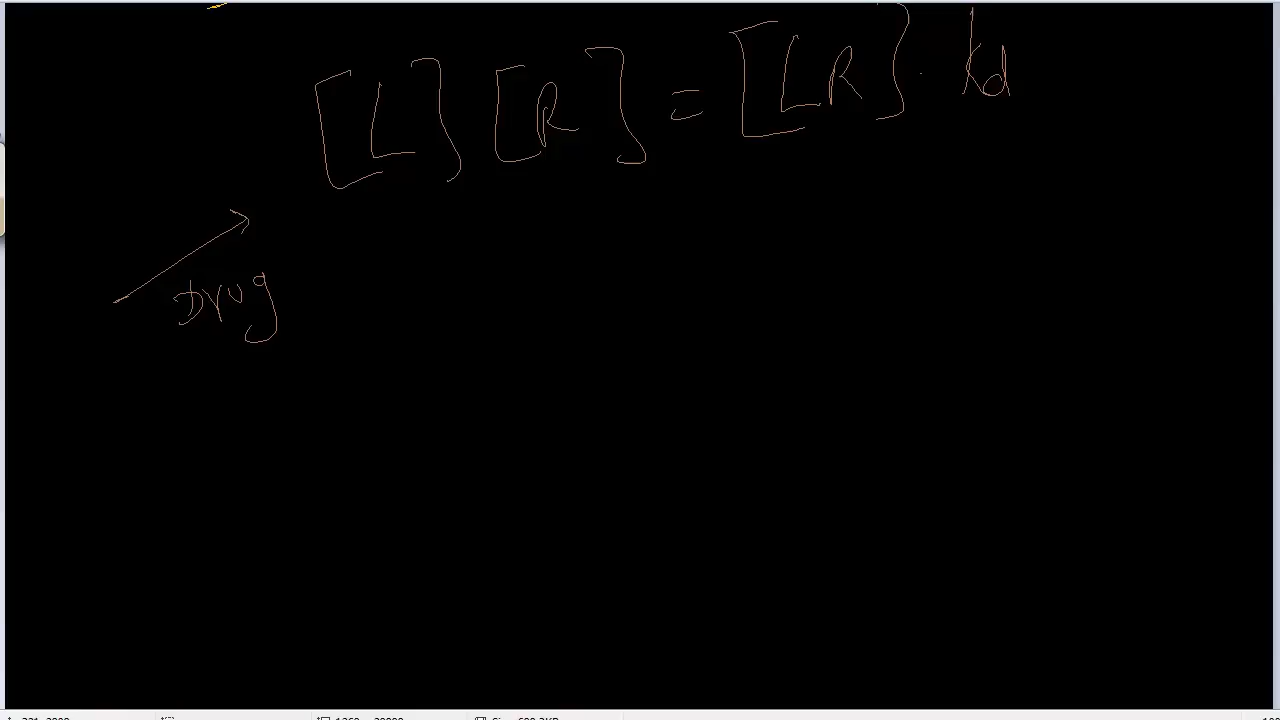 [L] [R] = [LR] · kd
Drug